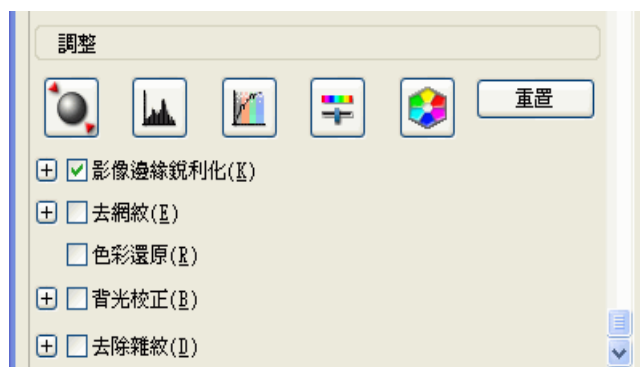 調整
重置
影像邊緣銳利化(K)
去網紋(E)
色彩還原(R)
背光校正(B)
去除雜紋(D)